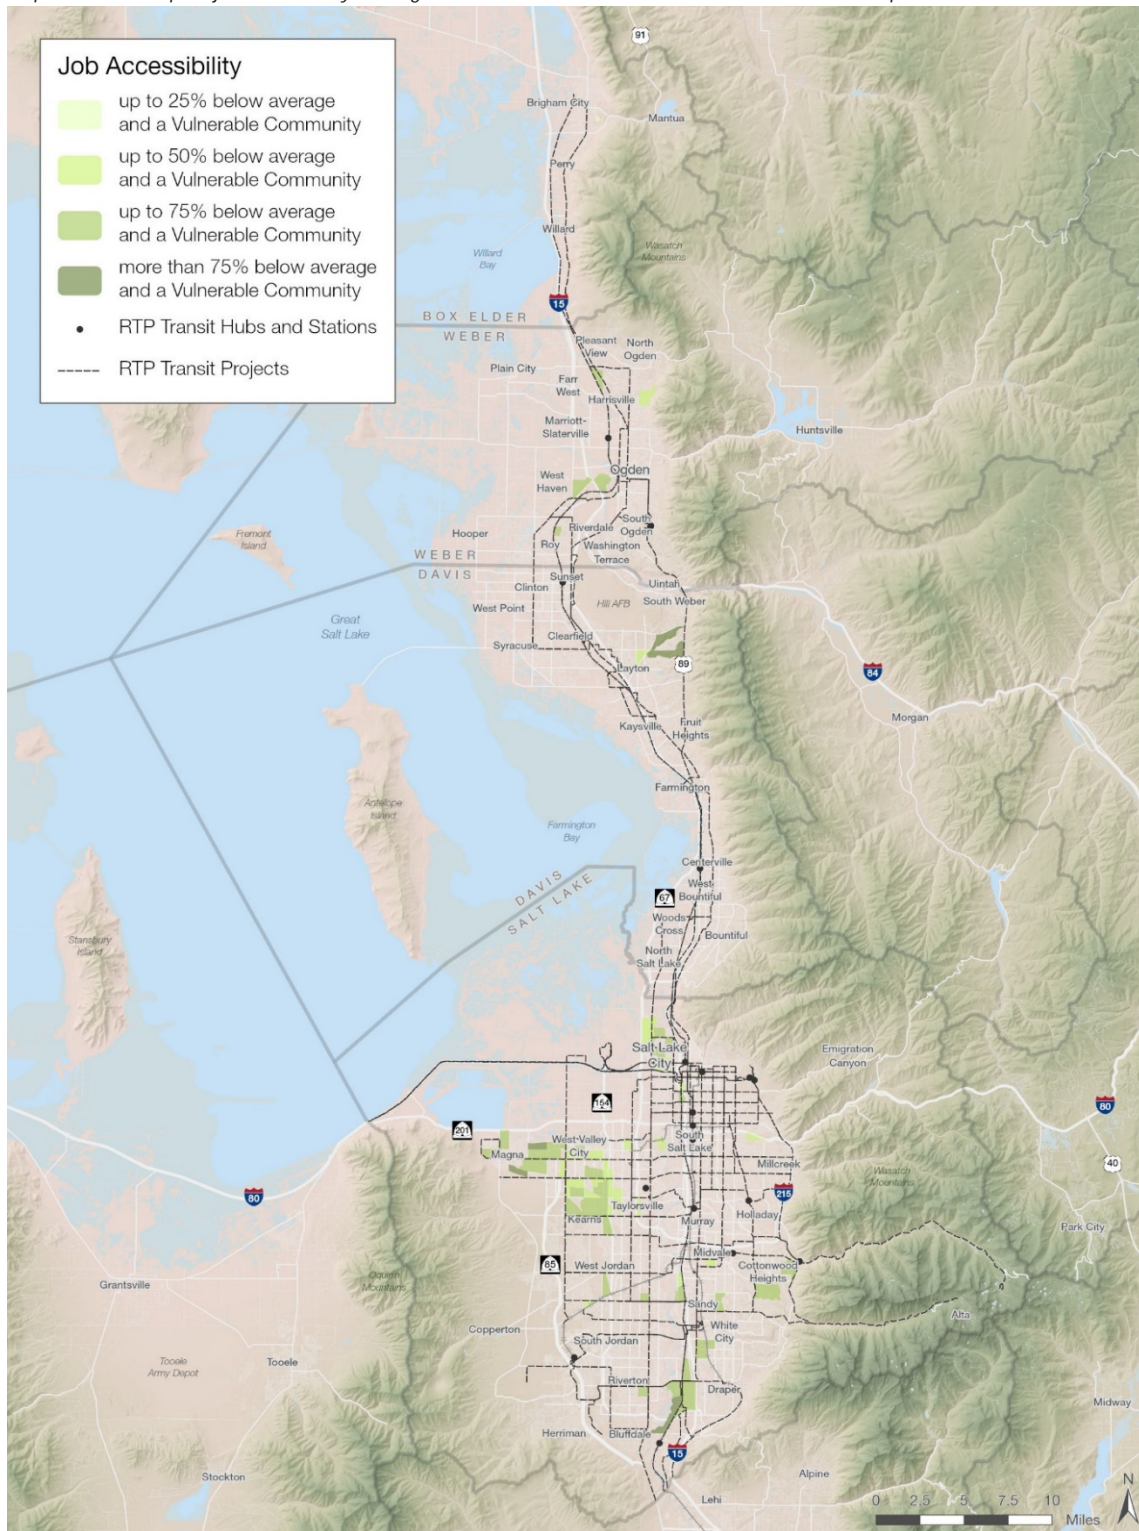 Job Accessibility
up to 25% below average
and a Vulnerable Community
up to 50% below average
and a Vulnerable Community
up to 75% below average
and a Vulnerable Community
more than 75% below average
and a Vulnerable Community
RTP Transit Hubs and Stations
RTP Transit Projects
91
Brigham City
Mantua
Perry
Willard
Willard
Bay
Wasatch
Mountains
15
BOX ELDER
WEBER
Pleasant
View
North
Ogden
Plain City
Farr
West
Harrisville
Marriott-
Slaterville
Huntsville
Ogden
West
Haven
Hooper
Fremont
Island
Riverdale
South
Ogden
Roy
Washington
Terrace
WEBER
DAVIS
Sunset
Clinton
Uintah
Hill AFB
South Weber
West Point
Great
Salt Lake
Clearfield
Syracuse
Layton
89
84
Morgan
Kaysville
Fruit
Heights
Farmington
Antelope
Island
Farmington
Bay
Centerville
West
Bountiful
DAVIS
SALT LAKE
67
Woods
Cross
Bountiful
Stansbury
Island
North
Salt Lake
Salt Lake
City
Emigration
Canyon
154
80
201
West Valley
City
South
Salt Lake
Magna
Millcreek
Wasatch
Mountains
40
80
215
Taylorsville
Kearns
Murray
Holladay
Park City
85
Midvale
West Jordan
Cottonwood
Heights
Grantsville
Oquirrh
Mountains
Sandy
Alta
Copperton
White
City
South Jordan
Tooele
Army Depot
Tooele
Riverton
Draper
Midway
Herriman
Bluffdale
15
Stockton
Alpine
Lehi
N
0 2.5 5 7.5 10
Miles